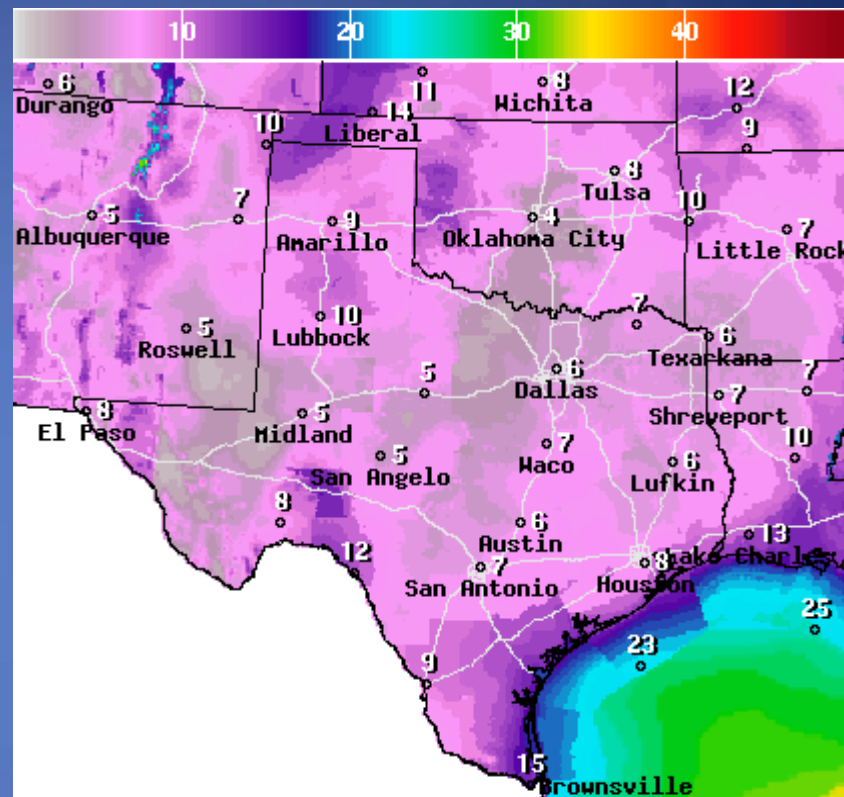 10 20 30 40
6 11 8 12
Durango Wichita
14
Liberal
10 9
8
Tulsa
5 7 9 4 10 7
Albuquerque Amarillo Oklahoma City Little Rock
10 7
5
Roswell Lubbock 6
Texarkana
6
5 Dallas 7
8 5 7
El Paso Midland Shreveport
7 10
5 Waco 6
San Angelo Lufkin
8 6
Austin 13
Lake Charles
12 7 8
San Antonio Houston
25
23
9
15
Brownsville